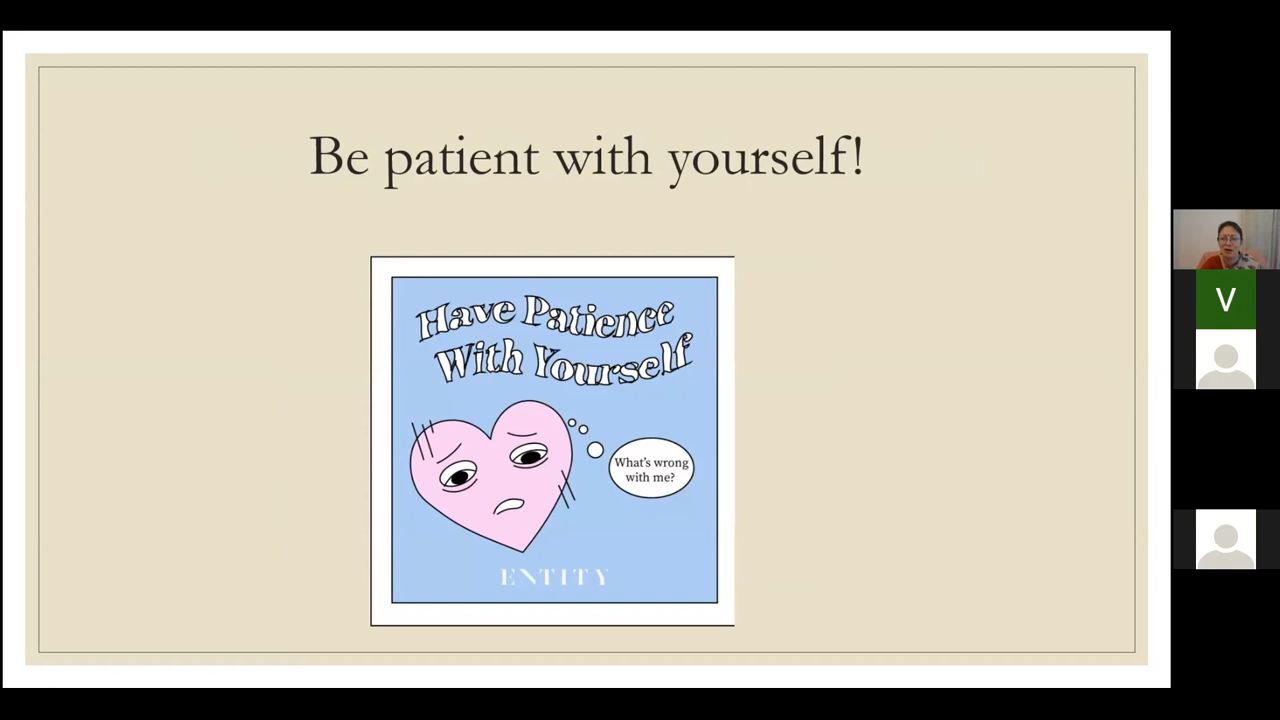 Be patient with yourself!
Have Patience
With Yourself
What's wrong
with me?
ENTITY
V